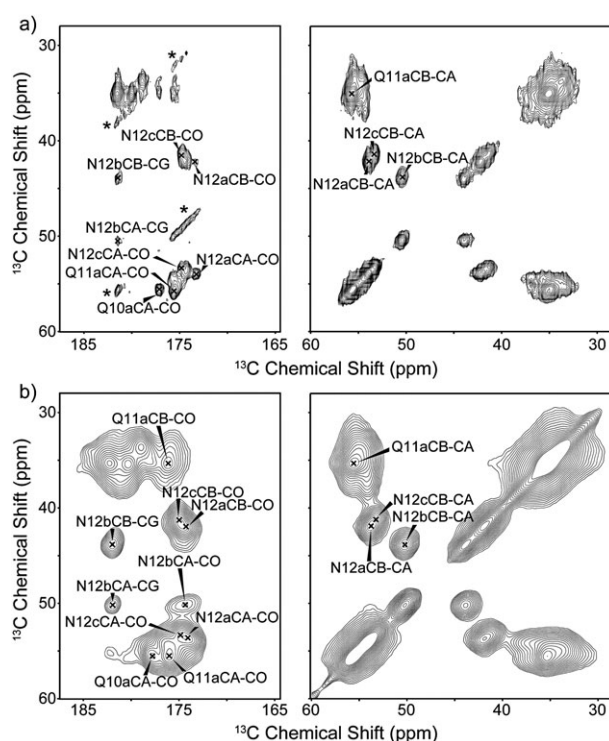 a)
30
40
50
60
13C Chemical Shift (ppm)
*
*
N12cCB-CO
N12bCB-CG
N12aCB-CO
*
N12bCA-CG
N12cCA-CO
Q11aCA-CO
N12aCA-CO
*
Q10aCA-CO
185
175
165
Q11aCB-CA
N12cCB-CA
N12bCB-CA
N12aCB-CA
60
50
40
30
13C Chemical Shift (ppm)
b)
30
40
50
60
13C Chemical Shift (ppm)
Q11aCB-CO
N12cCB-CO
N12aCB-CO
N12bCB-CG
N12bCA-CO
N12bCA-CG
N12cCA-CO
N12aCA-CO
Q10aCA-CO
Q11aCA-CO
185
175
165
13C Chemical Shift (ppm)
Q11aCB-CA
N12cCB-CA
N12bCB-CA
N12aCB-CA
60
50
40
30
13C Chemical Shift (ppm)